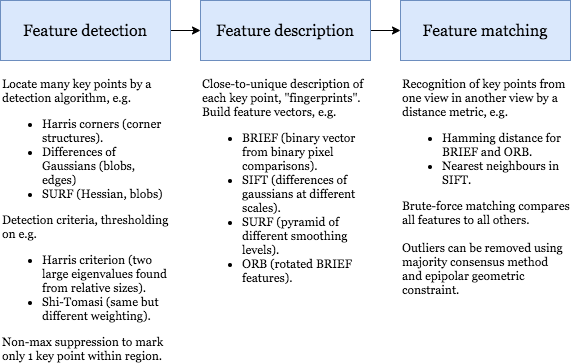 Feature detection
Locate many key points by a
detection algorithm, e.g.
• Harris corners (corner
structures).
• Differences of
Gaussians (blobs,
edges)
• SURF (Hessian, blobs)
Detection criteria, thresholding
on e.g.
• Harris criterion (two
large eigenvalues found
from relative sizes).
• Shi-Tomasi (same but
different weighting).
Non-max suppression to mark
only 1 key point within region.
Feature description
Close-to-unique description of
each key point, "fingerprints".
Build feature vectors, e.g.
• BRIEF (binary vector
from binary pixel
comparisons).
• SIFT (differences of
gaussians at different
scales).
• SURF (pyramid of
different smoothing
levels).
• ORB (rotated BRIEF
features).
Feature matching
Recognition of key points from
one view in another view by a
distance metric, e.g.
• Hamming distance for
BRIEF and ORB.
• Nearest neighbours in
SIFT.
Brute-force matching compares
all features to all others.
Outliers can be removed using
majority consensus method
and epipolar geometric
constraint.